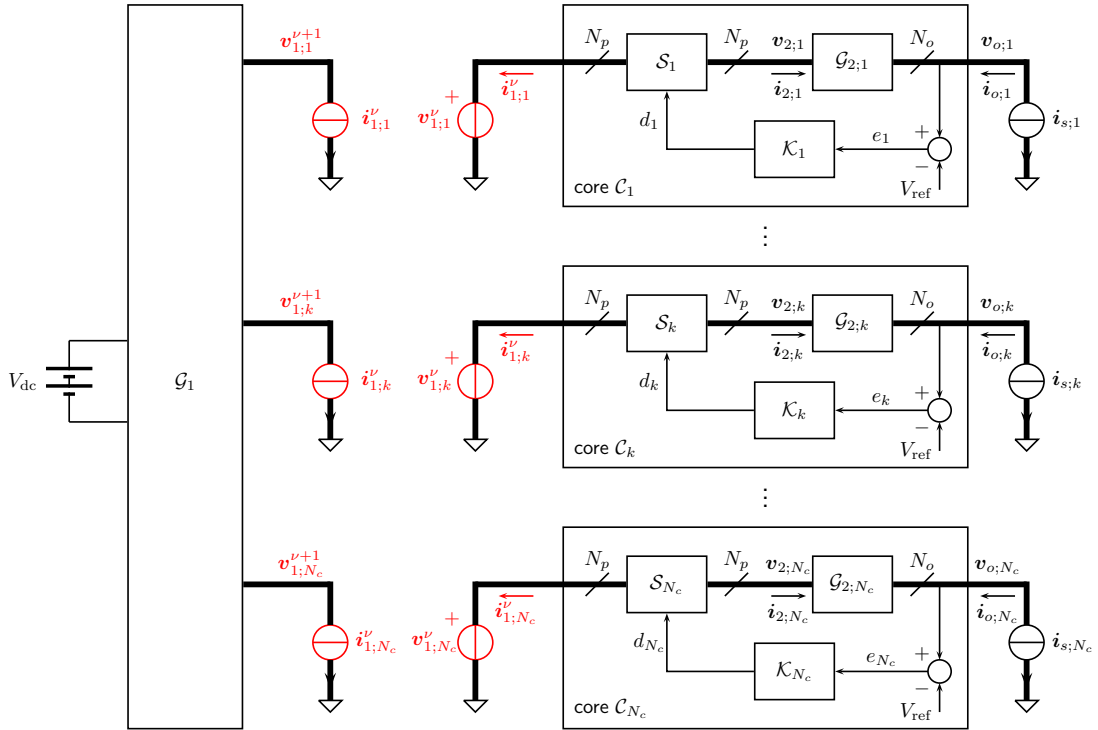 v_{1;1}^{ν+1} N_p N_p v_{2;1} N_o v_{o;1}
S_1 G_{2;1}
i_{1;1}^ν i_{2;1} i_{o;1}
i_{1;1}^ν v_{1;1}^ν + d_1 K_1 e_1 + i_{s;1}
−
core C_1 V_ref
⋮
v_{1;k}^{ν+1} N_p N_p v_{2;k} N_o v_{o;k}
S_k G_{2;k}
i_{1;k}^ν i_{2;k} i_{o;k}
V_dc G_1 i_{1;k}^ν v_{1;k}^ν + d_k i_{s;k}
K_k e_k +
−
core C_k V_ref
⋮
v_{1;N_c}^{ν+1} N_p N_p v_{2;N_c} N_o v_{o;N_c}
S_{N_c} G_{2;N_c}
i_{1;N_c}^ν i_{2;N_c} i_{o;N_c}
i_{1;N_c}^ν v_{1;N_c}^ν + d_{N_c} i_{s;N_c}
K_{N_c} e_{N_c} +
−
core C_{N_c} V_ref